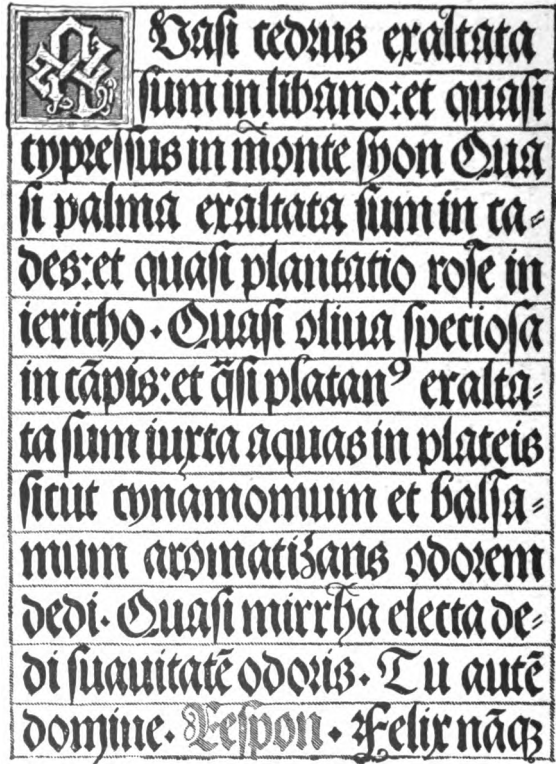 QUasi cedrus exaltata
sum in libano: et quasi
cypressus in mõnte syon Qua
si palma exaltata sum in ca⸗
des: et quasi plantatio rose in
iericho · Quasi oliua speciosa
in cãpis: et q̃si platanꝰ exalta⸗
ta sum iuxta aquas in plateis
sicut cynamomum et balsa⸗
mum aromatizans odorem
dedi · Quasi mirrha electa de⸗
di suauitatẽ odoris · Tu autẽ
domine · Respon · Felix nãqꝫ